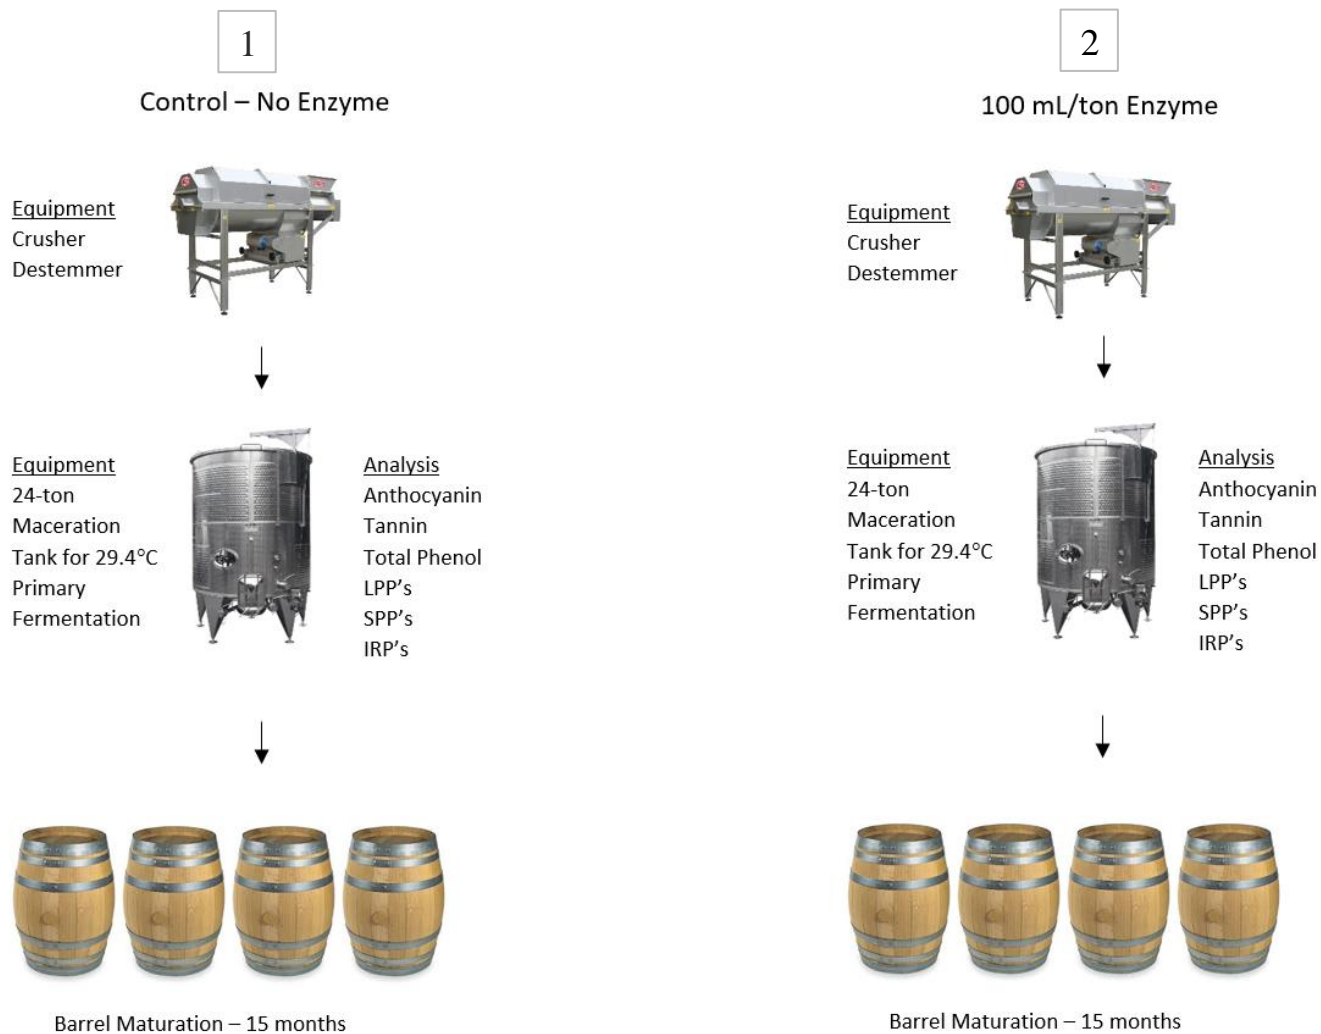 1
Control – No Enzyme
Equipment
Crusher
Destemmer
Equipment
24-ton
Maceration
Tank for 29.4°C
Primary
Fermentation
Analysis
Anthocyanin
Tannin
Total Phenol
LPP's
SPP's
IRP's
Barrel Maturation – 15 months
2
100 mL/ton Enzyme
Equipment
Crusher
Destemmer
Equipment
24-ton
Maceration
Tank for 29.4°C
Primary
Fermentation
Analysis
Anthocyanin
Tannin
Total Phenol
LPP's
SPP's
IRP's
Barrel Maturation – 15 months